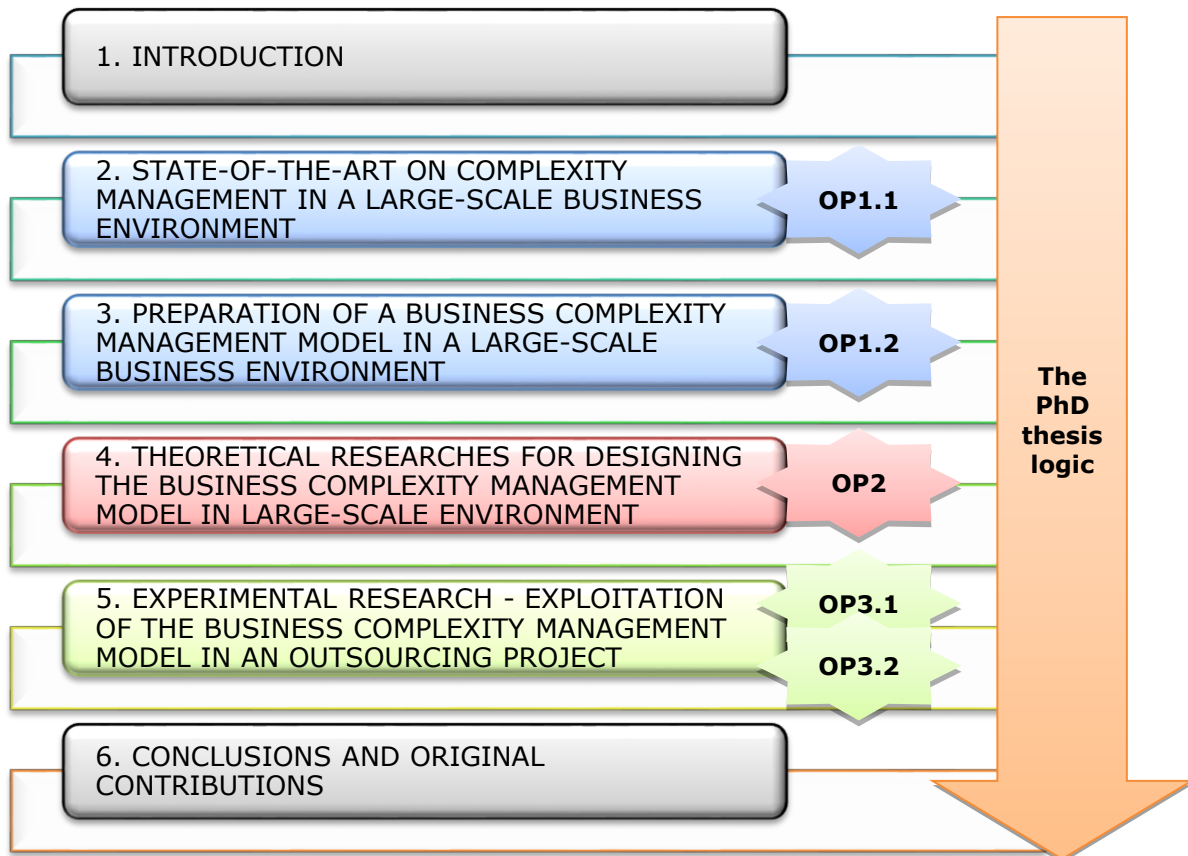 1. INTRODUCTION
2. STATE-OF-THE-ART ON COMPLEXITY
MANAGEMENT IN A LARGE-SCALE BUSINESS
ENVIRONMENT
OP1.1
3. PREPARATION OF A BUSINESS COMPLEXITY
MANAGEMENT MODEL IN A LARGE-SCALE
BUSINESS ENVIRONMENT
OP1.2
4. THEORETICAL RESEARCHES FOR DESIGNING
THE BUSINESS COMPLEXITY MANAGEMENT
MODEL IN LARGE-SCALE ENVIRONMENT
OP2
5. EXPERIMENTAL RESEARCH - EXPLOITATION
OF THE BUSINESS COMPLEXITY MANAGEMENT
MODEL IN AN OUTSOURCING PROJECT
OP3.1
OP3.2
6. CONCLUSIONS AND ORIGINAL
CONTRIBUTIONS
The
PhD
thesis
logic